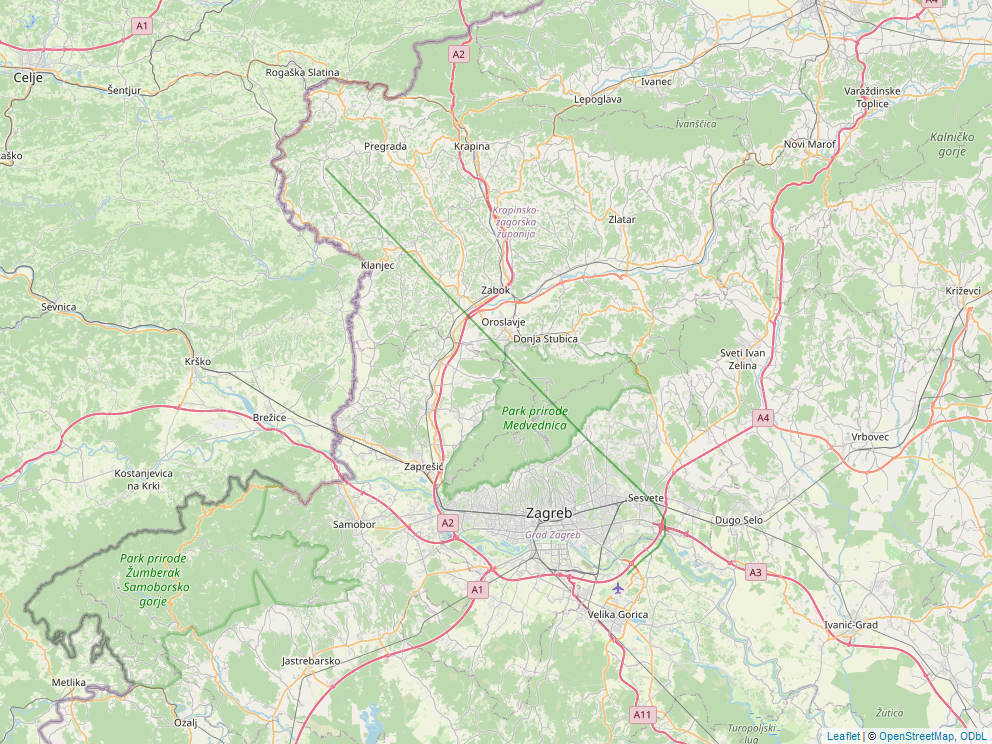 A1
A4
A2
Celje
Rogaška Slatina
Šentjur
Ivanec
Lepoglava
Varaždinske
Toplice
Ivanščica
Kalničko
gorje
Pregrada
Krapina
Novi Marof
aško
Krapinsko-
zagorska
županija
Zlatar
Klanjec
Zabok
Križevci
Sevnica
Oroslavje
Donja Stubica
Sveti Ivan
Zelina
Krško
Brežice
Park prirode
Medvednica
A4
Vrbovec
Zaprešić
Kostanjevica
na Krki
Sesvete
Zagreb
Grad Zagreb
Samobor
A2
Dugo Selo
Park prirode
Žumberak
- Samoborsko
gorje
A3
A1
Velika Gorica
Ivanić-Grad
Jastrebarsko
Metlika
A11
Žutica
Ozalj
Turopoljski
lug
Leaflet | © OpenStreetMap, ODbL